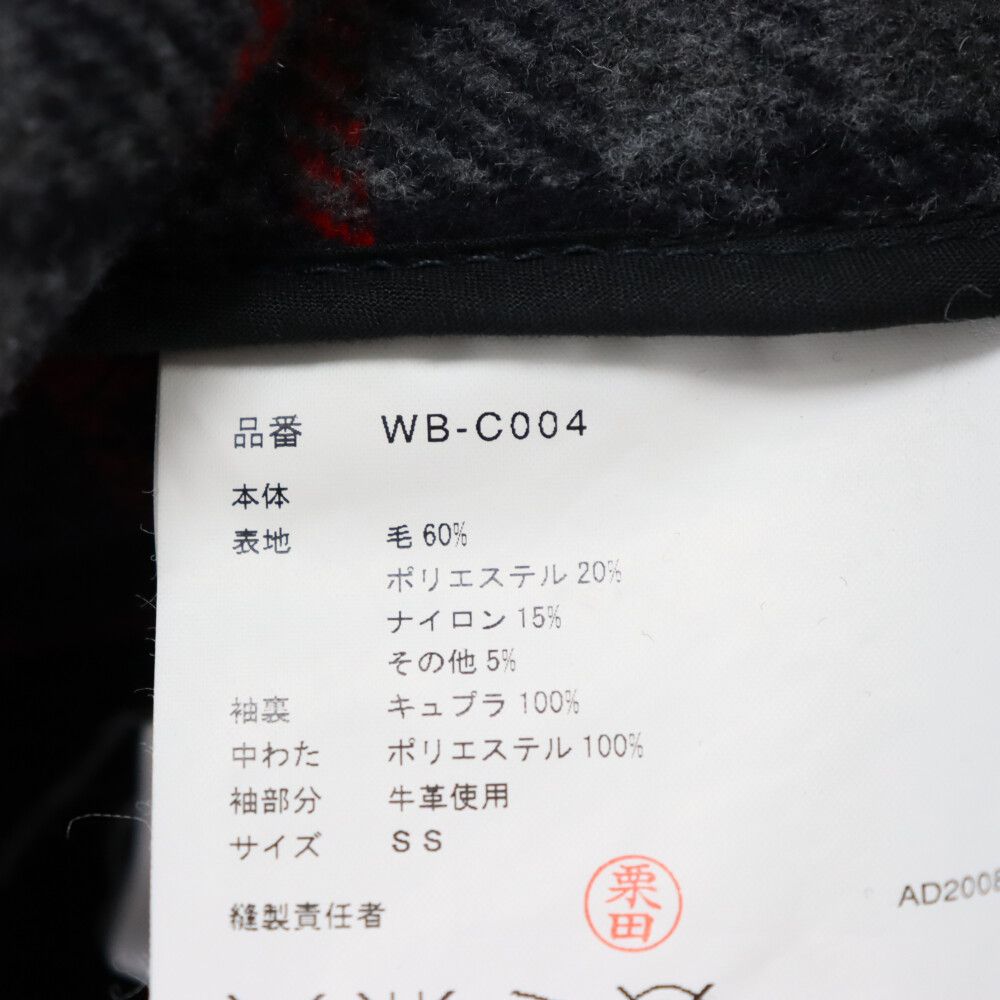 品番 WB-C004
本体
表地 毛 60%
ポリエステル 20%
ナイロン 15%
その他 5%
袖裏 キュプラ 100%
中わた ポリエステル 100%
袖部分 牛革使用
サイズ SS
縫製責任者 栗田
AD2008